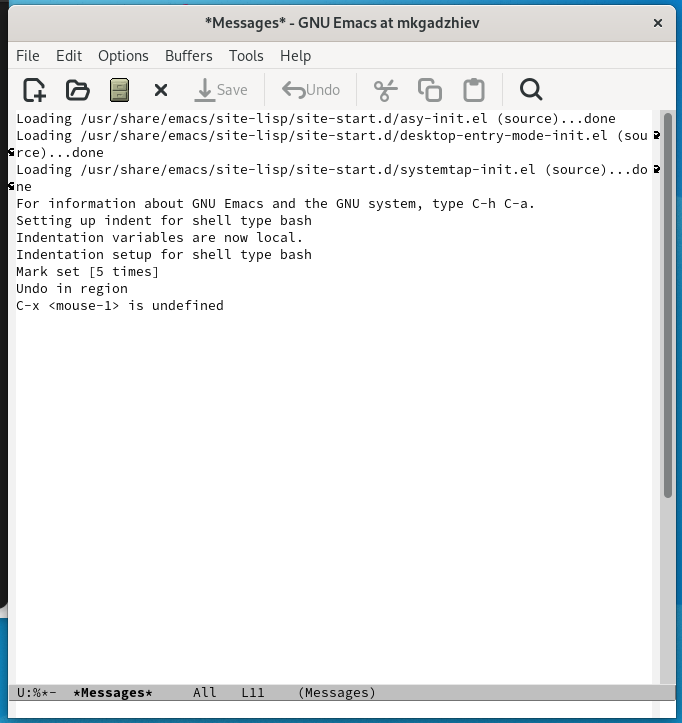 *Messages* - GNU Emacs at mkgadzhiev
File Edit Options Buffers Tools Help
Save Undo
Loading /usr/share/emacs/site-lisp/site-start.d/asy-init.el (source)...done
Loading /usr/share/emacs/site-lisp/site-start.d/desktop-entry-mode-init.el (sou
rce)...done
Loading /usr/share/emacs/site-lisp/site-start.d/systemtap-init.el (source)...do
ne
For information about GNU Emacs and the GNU system, type C-h C-a.
Setting up indent for shell type bash
Indentation variables are now local.
Indentation setup for shell type bash
Mark set [5 times]
Undo in region
C-x <mouse-1> is undefined
U:%*-  *Messages*     All   L11    (Messages)